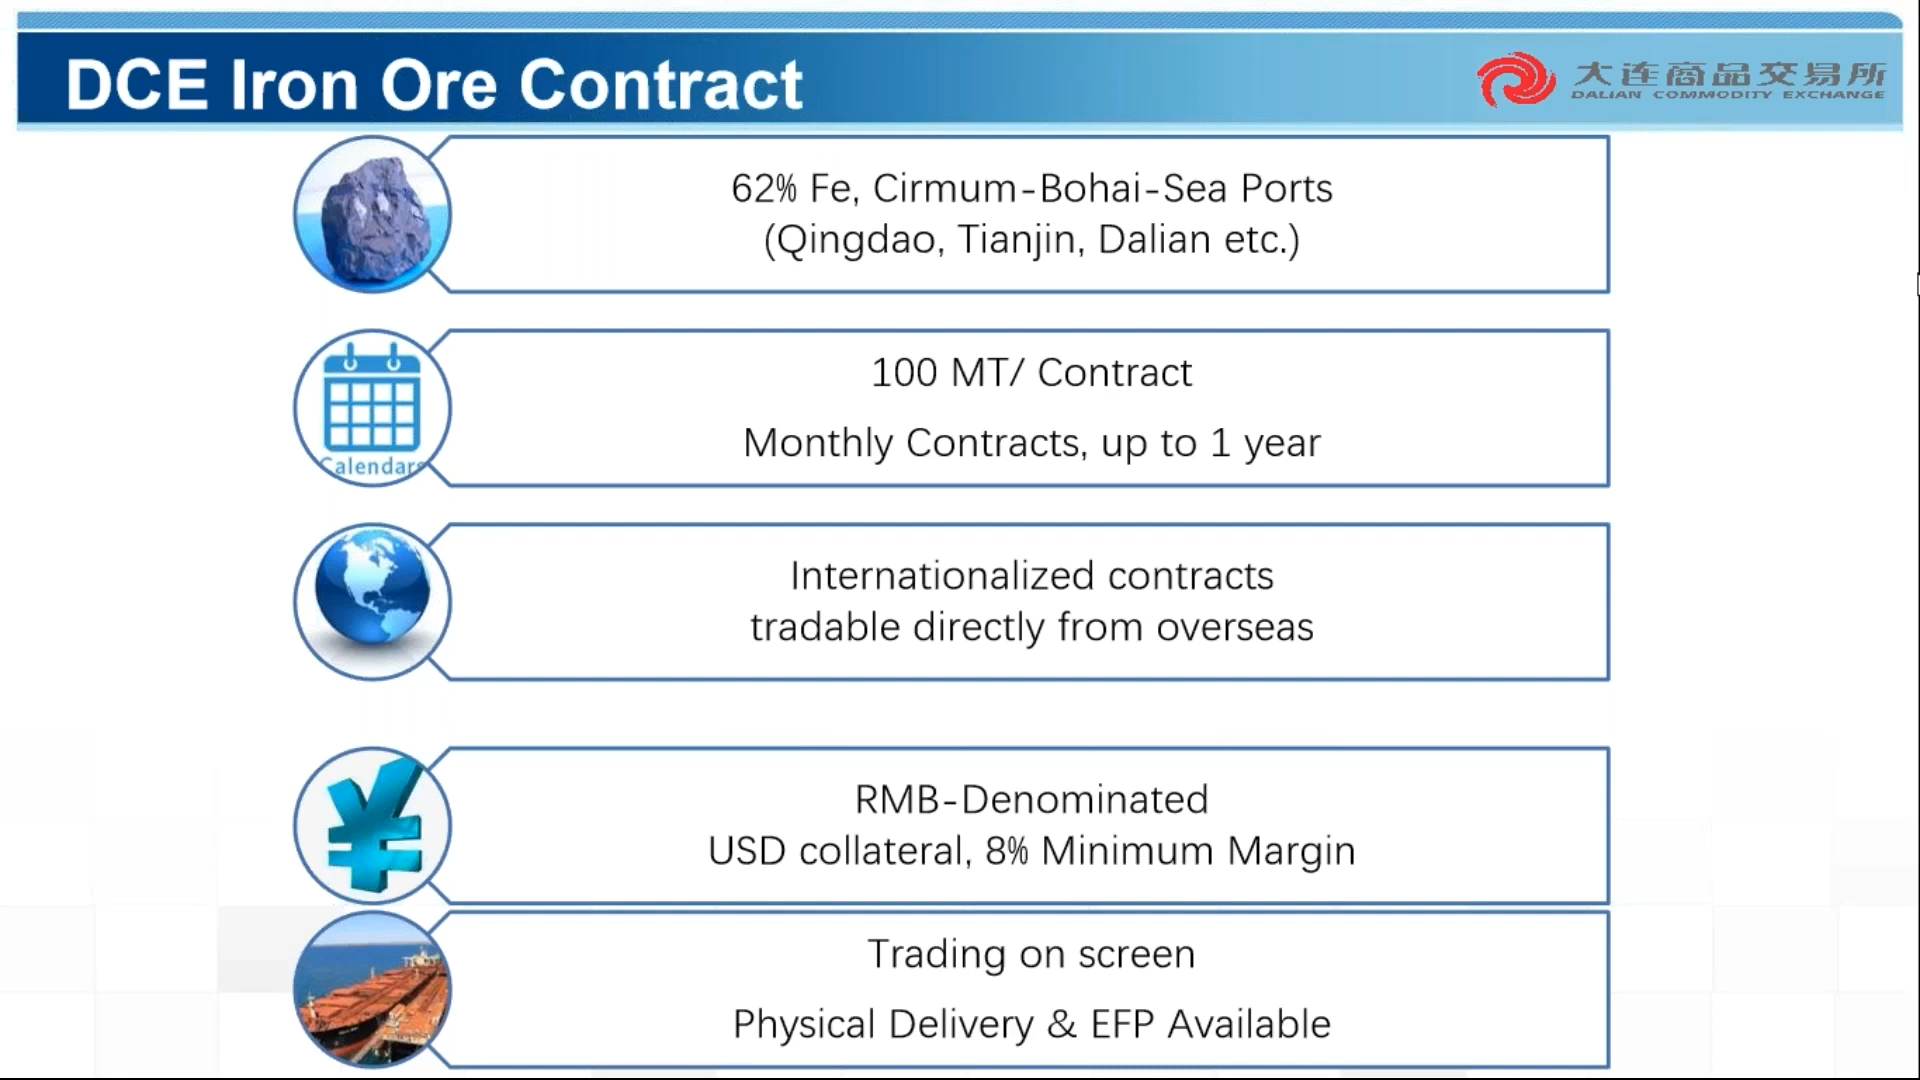 DCE Iron Ore Contract
大连商品交易所
DALIAN COMMODITY EXCHANGE
62% Fe, Cirmum-Bohai-Sea Ports
(Qingdao, Tianjin, Dalian etc.)
100 MT/ Contract
Monthly Contracts, up to 1 year
Calendars
Internationalized contracts
tradable directly from overseas
RMB-Denominated
USD collateral, 8% Minimum Margin
Trading on screen
Physical Delivery & EFP Available